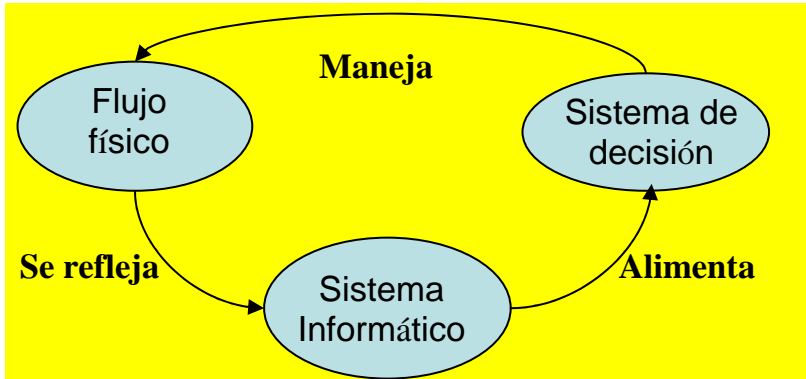 Maneja
Flujo
físico
Sistema de
decisión
Se refleja
Alimenta
Sistema
Informático